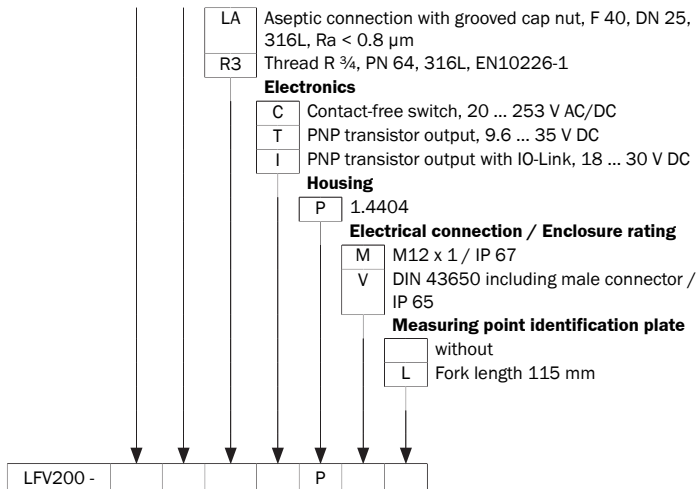 LA Aseptic connection with grooved cap nut, F 40, DN 25,
316L, Ra < 0.8 µm
R3 Thread R ¾, PN 64, 316L, EN10226-1
Electronics
C Contact-free switch, 20 ... 253 V AC/DC
T PNP transistor output, 9.6 ... 35 V DC
I PNP transistor output with IO-Link, 18 ... 30 V DC
Housing
P 1.4404
Electrical connection / Enclosure rating
M M12 x 1 / IP 67
V DIN 43650 including male connector /
IP 65
Measuring point identification plate
without
L Fork length 115 mm
LFV200 - P